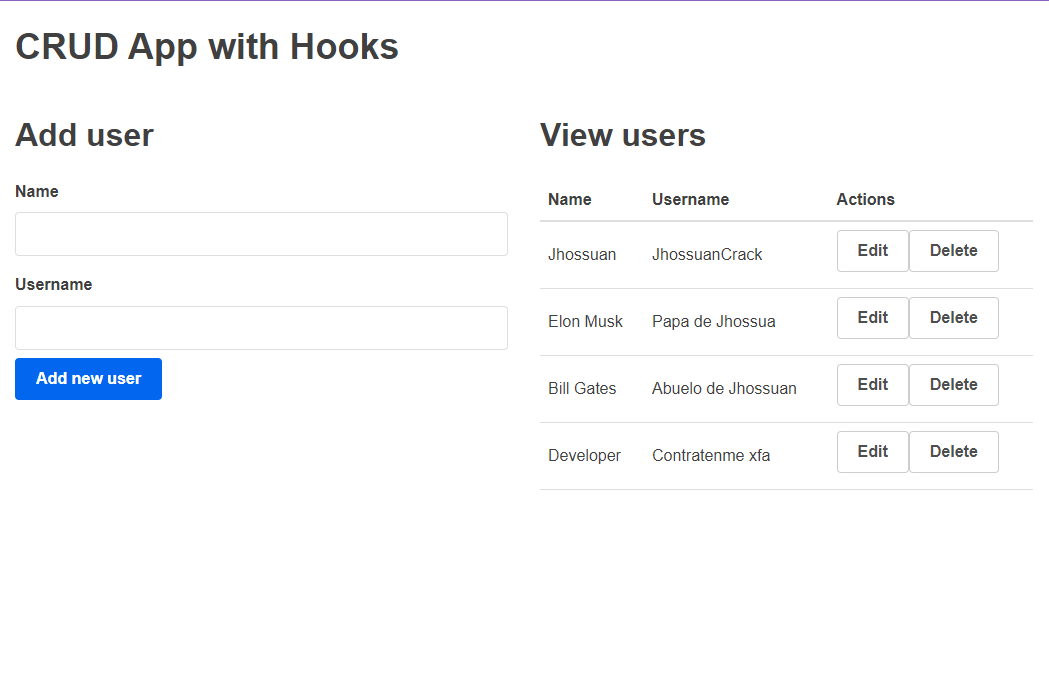 CRUD App with Hooks
Add user
Name
Username
Add new user
View users
Name Username Actions
Jhossuan JhossuanCrack Edit Delete
Elon Musk Papa de Jhossua Edit Delete
Bill Gates Abuelo de Jhossuan Edit Delete
Developer Contratenme xfa Edit Delete